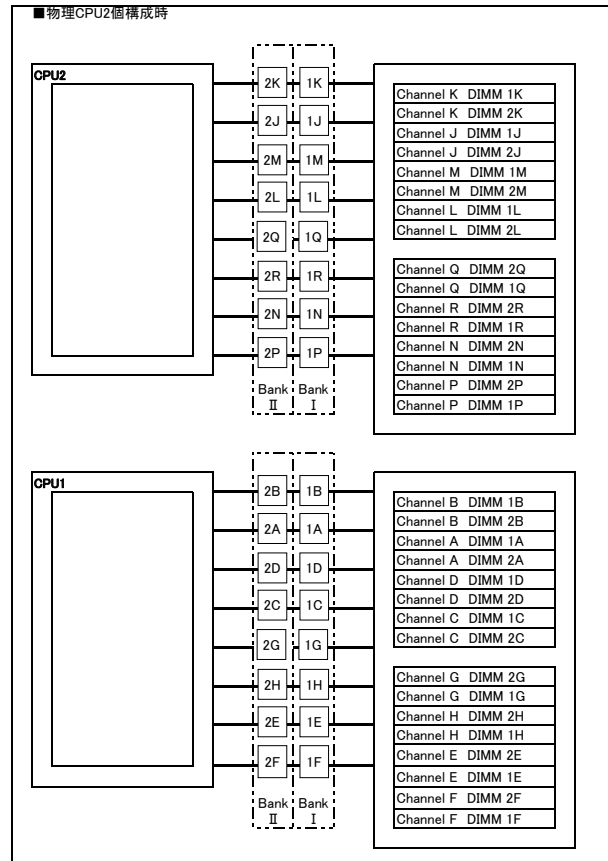 ■物理CPU2個構成時
CPU2
2K 1K
2J 1J
2M 1M
2L 1L
2Q 1Q
2R 1R
2N 1N
2P 1P
Bank Bank
Ⅱ Ⅰ
Channel K DIMM 1K
Channel K DIMM 2K
Channel J DIMM 1J
Channel J DIMM 2J
Channel M DIMM 1M
Channel M DIMM 2M
Channel L DIMM 1L
Channel L DIMM 2L
Channel Q DIMM 2Q
Channel Q DIMM 1Q
Channel R DIMM 2R
Channel R DIMM 1R
Channel N DIMM 2N
Channel N DIMM 1N
Channel P DIMM 2P
Channel P DIMM 1P
CPU1
2B 1B
2A 1A
2D 1D
2C 1C
2G 1G
2H 1H
2E 1E
2F 1F
Bank Bank
Ⅱ Ⅰ
Channel B DIMM 1B
Channel B DIMM 2B
Channel A DIMM 1A
Channel A DIMM 2A
Channel D DIMM 1D
Channel D DIMM 2D
Channel C DIMM 1C
Channel C DIMM 2C
Channel G DIMM 2G
Channel G DIMM 1G
Channel H DIMM 2H
Channel H DIMM 1H
Channel E DIMM 2E
Channel E DIMM 1E
Channel F DIMM 2F
Channel F DIMM 1F